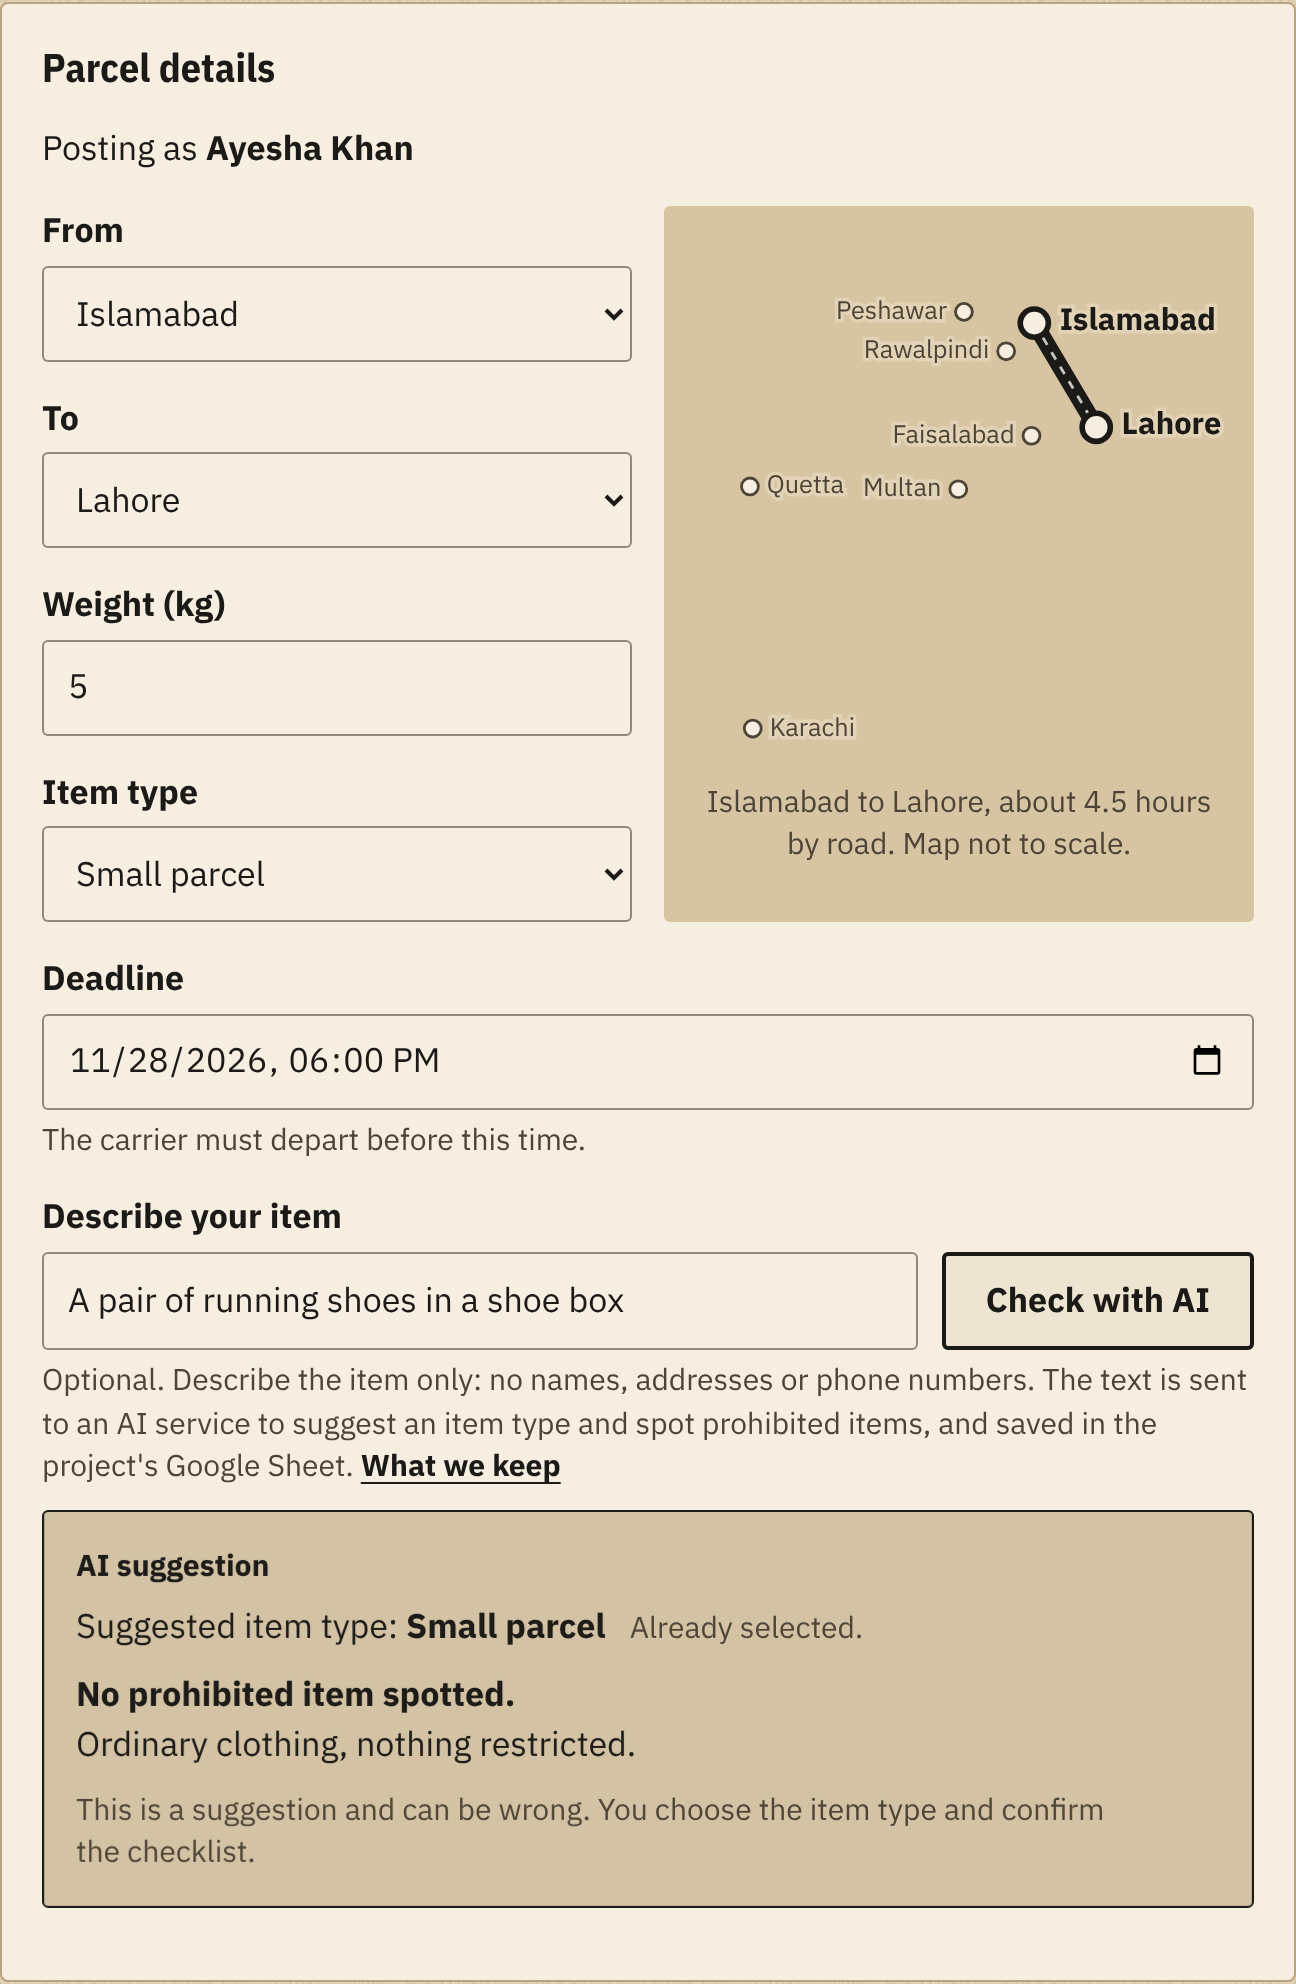 Parcel details
Posting as Ayesha Khan
From
Islamabad
To
Lahore
Weight (kg)
5
Item type
Small parcel
Peshawar
Islamabad
Rawalpindi
Lahore
Faisalabad
Quetta
Multan
Karachi
Islamabad to Lahore, about 4.5 hours
by road. Map not to scale.
Deadline
11/28/2026, 06:00 PM
The carrier must depart before this time.
Describe your item
A pair of running shoes in a shoe box
Check with AI
Optional. Describe the item only: no names, addresses or phone numbers. The text is sent
to an AI service to suggest an item type and spot prohibited items, and saved in the
project's Google Sheet. What we keep
AI suggestion
Suggested item type: Small parcel Already selected.
No prohibited item spotted.
Ordinary clothing, nothing restricted.
This is a suggestion and can be wrong. You choose the item type and confirm
the checklist.